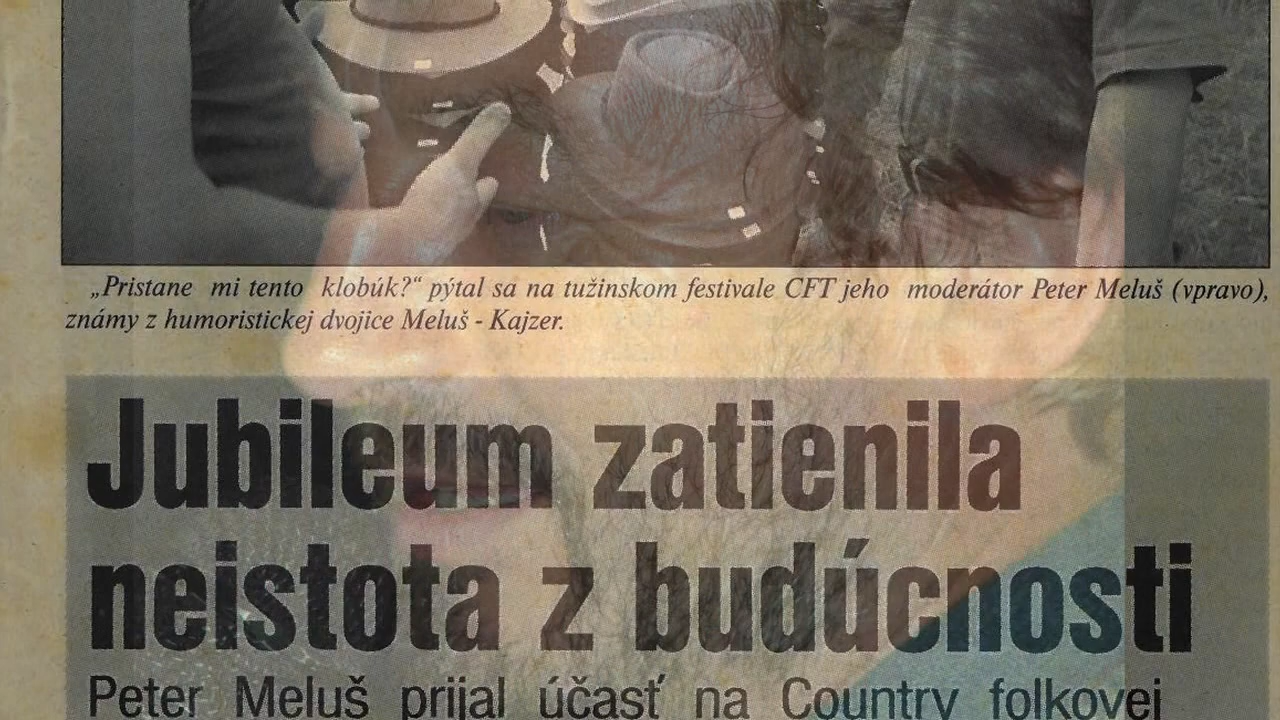 „Pristane mi tento klobúk?“ pýtal sa na tužinskom festivale CFT jeho moderátor Peter Meluš (vpravo),
známy z humoristickej dvojice Meluš - Kajzer.
Jubileum zatienila
neistota z budúcnosti
Peter Meluš prijal účasť na Country folkovej